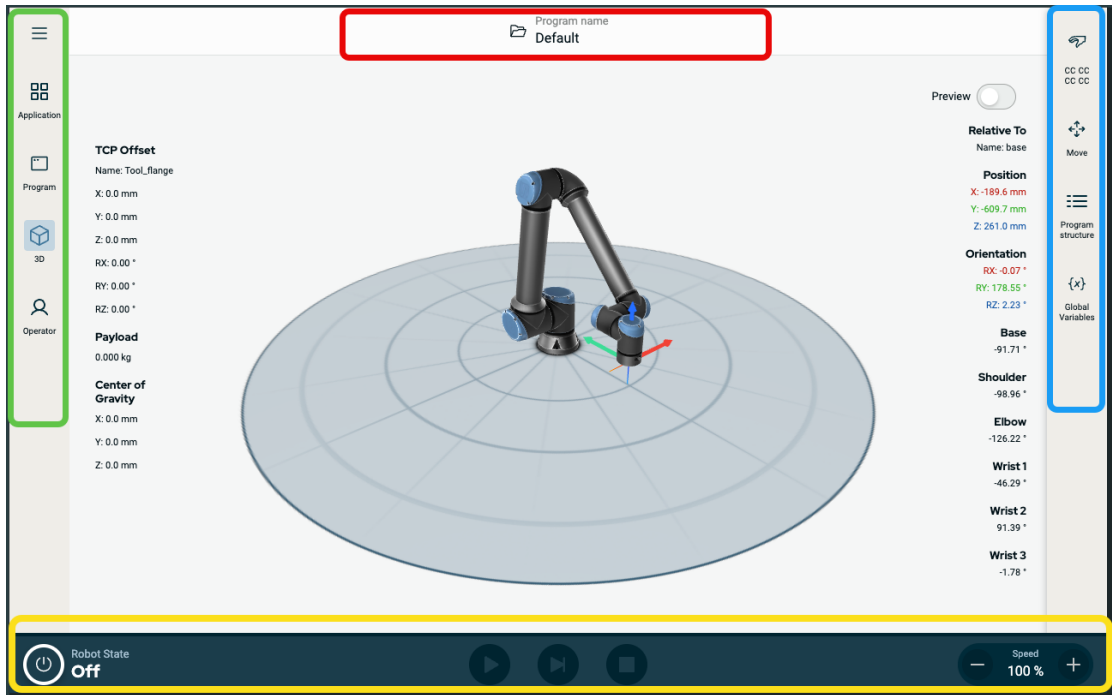 Program name
Default
Application
Program
3D
Operator
TCP Offset
Name: Tool_flange
X: 0.0 mm
Y: 0.0 mm
Z: 0.0 mm
RX: 0.00 °
RY: 0.00 °
RZ: 0.00 °
Payload
0.000 kg
Center of
Gravity
X: 0.0 mm
Y: 0.0 mm
Z: 0.0 mm
Preview
Relative To
Name: base
Position
X: -189.6 mm
Y: -609.7 mm
Z: 261.0 mm
Orientation
RX: -0.07 °
RY: 178.55 °
RZ: 2.23 °
Base
-91.71 °
Shoulder
-98.96 °
Elbow
-126.22 °
Wrist 1
-46.29 °
Wrist 2
91.39 °
Wrist 3
-1.78 °
CC CC
CC CC
Move
Program
structure
{x}
Global
Variables
Robot State
Off
Speed
100 %